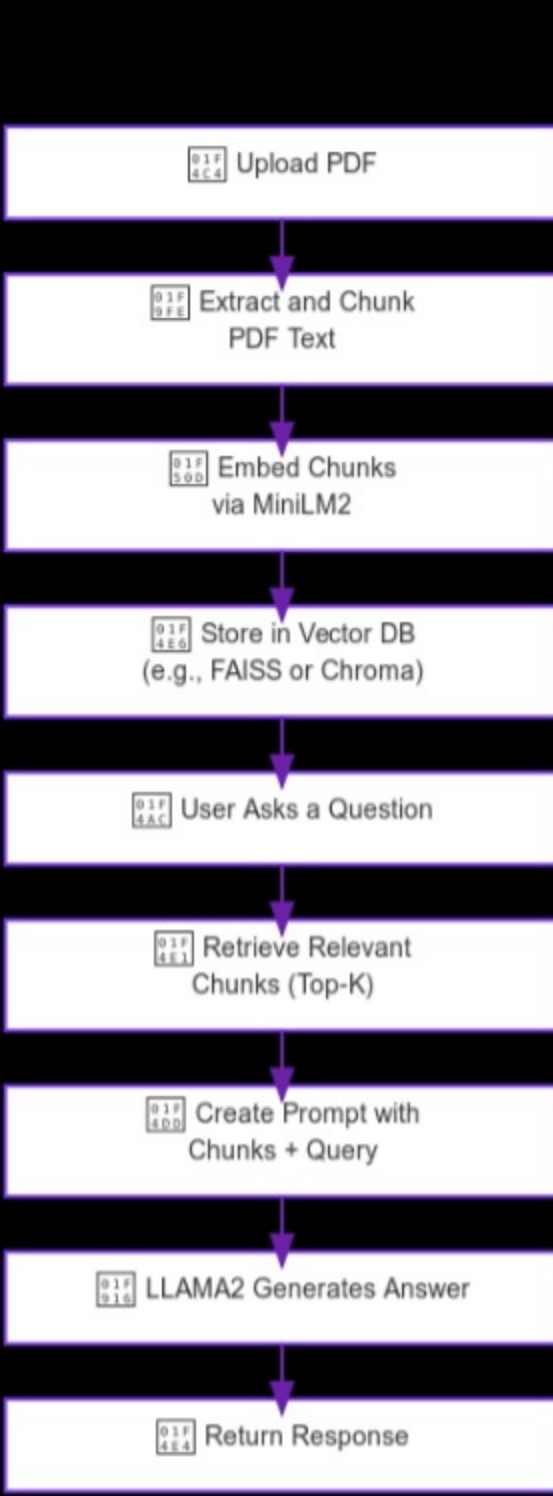 Upload PDF
Extract and Chunk
PDF Text
Embed Chunks
via MiniLM2
Store in Vector DB
(e.g., FAISS or Chroma)
User Asks a Question
Retrieve Relevant
Chunks (Top-K)
Create Prompt with
Chunks + Query
LLAMA2 Generates Answer
Return Response